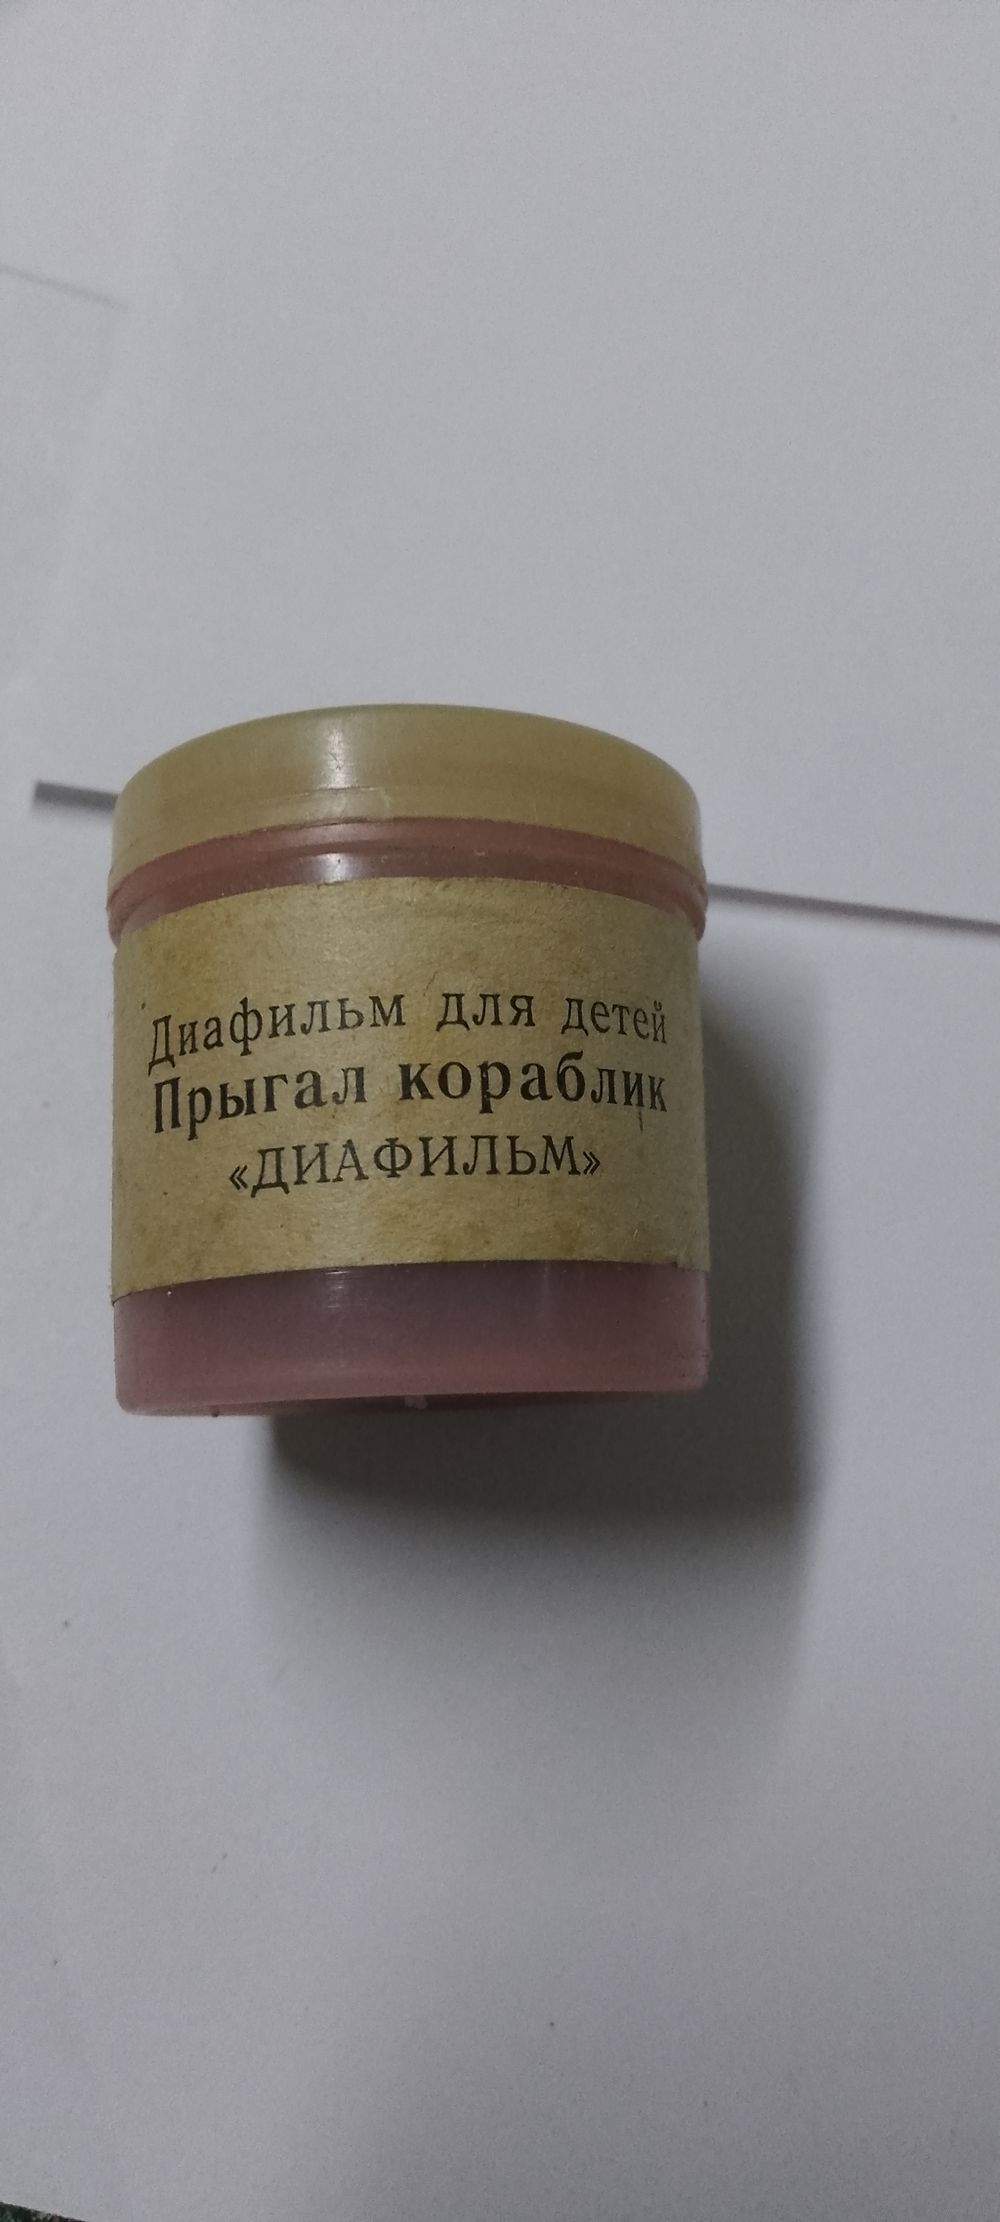 Диафильм для детей
Прыгал кораблик
«ДИАФИЛЬМ»